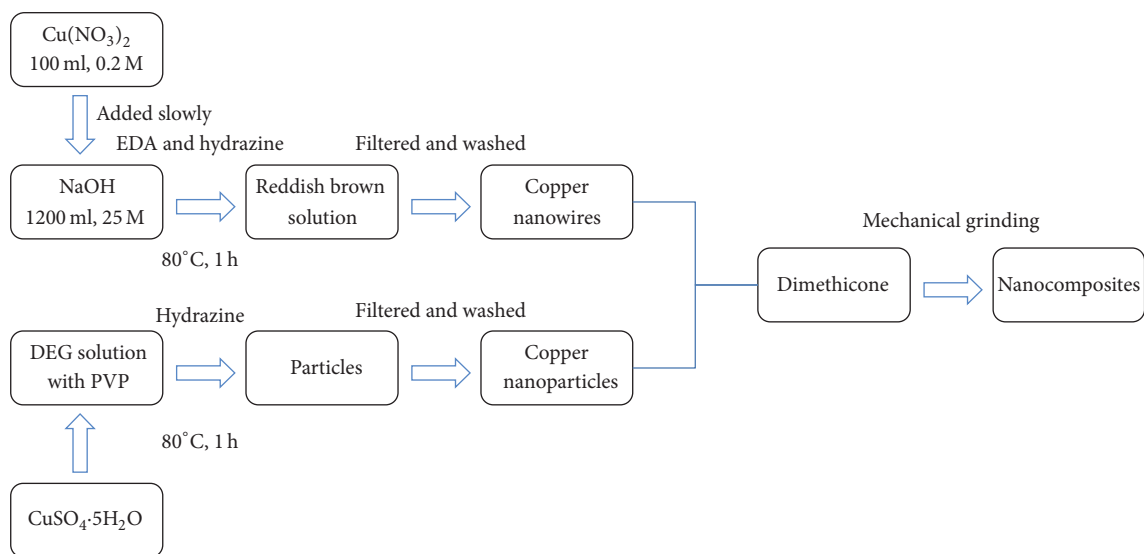 Cu(NO₃)₂
100 ml, 0.2 M
Added slowly
EDA and hydrazine
Filtered and washed
NaOH
1200 ml, 25 M
Reddish brown
solution
Copper
nanowires
80°C, 1 h
Mechanical grinding
Dimethicone
Nanocomposites
Hydrazine
Filtered and washed
DEG solution
with PVP
Particles
Copper
nanoparticles
80°C, 1 h
CuSO₄·5H₂O